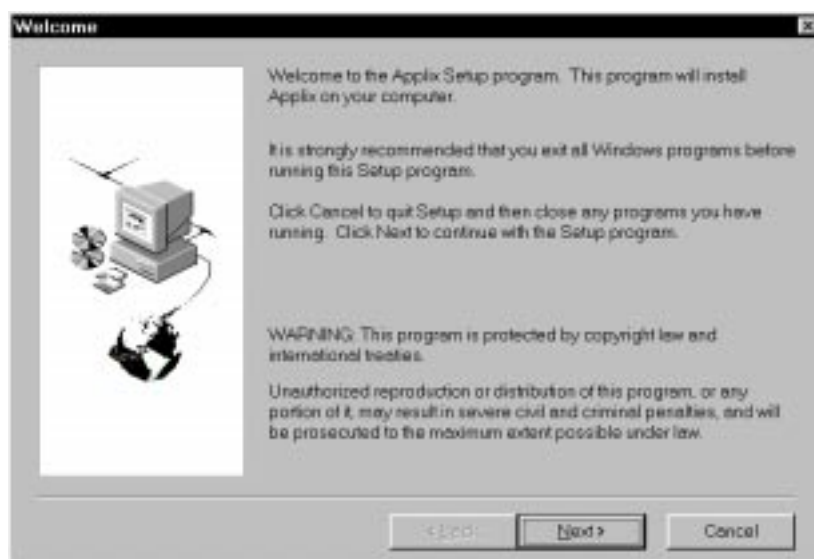 Welcome
Welcome to the Applix Setup program. This program will install
Applix on your computer.
It is strongly recommended that you exit all Windows programs before
running this Setup program.
Click Cancel to quit Setup and then close any programs you have
running. Click Next to continue with the Setup program.
WARNING: This program is protected by copyright law and
international treaties.
Unauthorized reproduction or distribution of this program, or any
portion of it, may result in severe civil and criminal penalties, and will
be prosecuted to the maximum extent possible under law.
< Back Next > Cancel